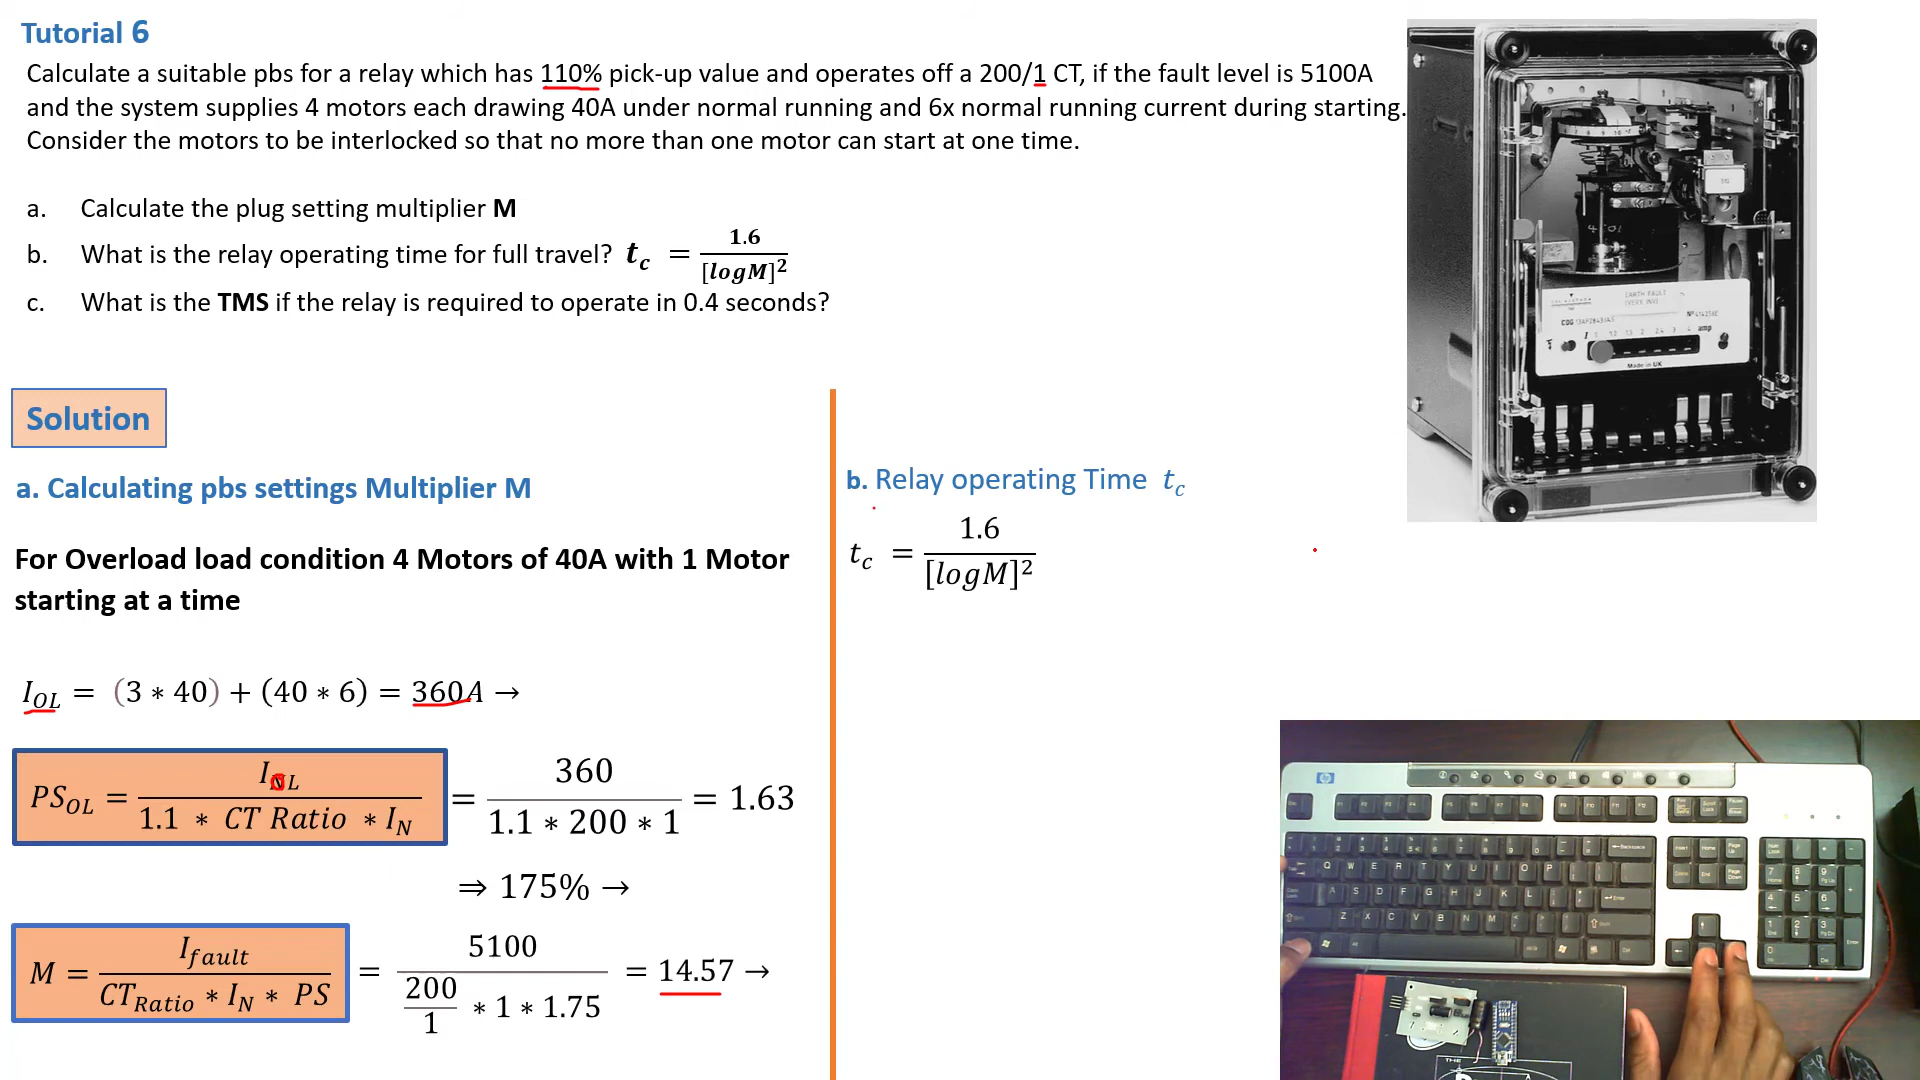 Tutorial 6
Calculate a suitable pbs for a relay which has 110% pick-up value and operates off a 200/1 CT, if the fault level is 5100A
and the system supplies 4 motors each drawing 40A under normal running and 6x normal running current during starting.
Consider the motors to be interlocked so that no more than one motor can start at one time.
a. Calculate the plug setting multiplier M
b. What is the relay operating time for full travel? t_c = 1.6 / [logM]²
c. What is the TMS if the relay is required to operate in 0.4 seconds?
EARTH FAULT
amp
Made in UK
Solution
a. Calculating pbs settings Multiplier M
For Overload load condition 4 Motors of 40A with 1 Motor
starting at a time
I_OL = (3 * 40) + (40 * 6) = 360A →
PS_OL = I_OL / 1.1 * CT Ratio * I_N = 360 / 1.1 * 200 * 1 = 1.63
⇒ 175% →
M = I_fault / CT_Ratio * I_N * PS = 5100 / 200/1 * 1 * 1.75 = 14.57 →
b. Relay operating Time t_c
t_c = 1.6 / [logM]²
hp
Q W E R T Y U I O P
A S D F G H J K L
Z X C V B N M
THE